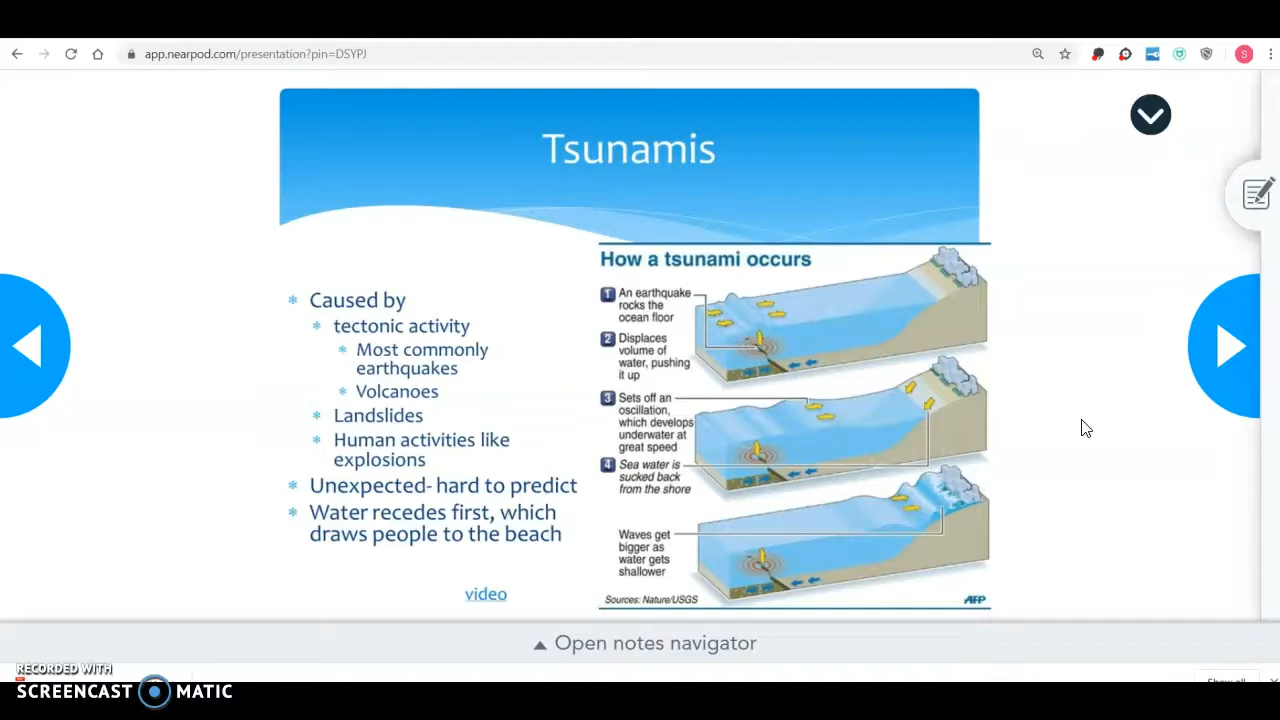 app.nearpod.com/presentation?pin=DSYPJ
S
Tsunamis
Caused by
tectonic activity
Most commonly
earthquakes
Volcanoes
Landslides
Human activities like
explosions
Unexpected- hard to predict
Water recedes first, which
draws people to the beach
video
How a tsunami occurs
1 An earthquake
rocks the
ocean floor
2 Displaces
volume of
water, pushing
it up
3 Sets off an
oscillation,
which develops
underwater at
great speed
4 Sea water is
sucked back
from the shore
Waves get
bigger as
water gets
shallower
Sources: Nature/USGS
AFP
Open notes navigator
RECORDED WITH
SCREENCAST MATIC
Show all